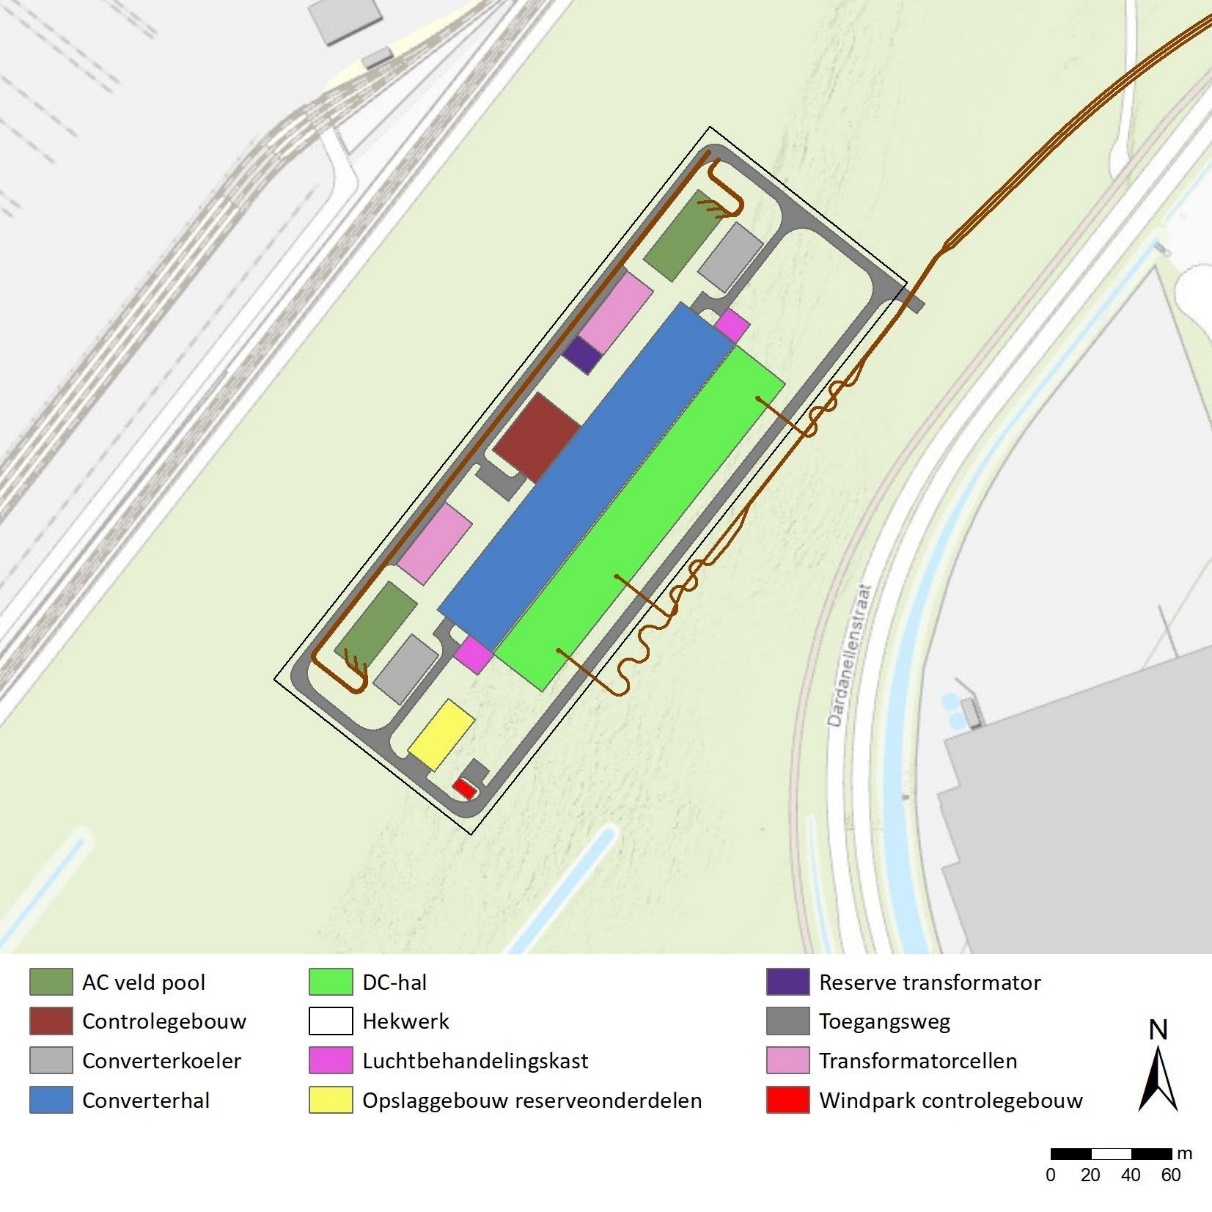 Dardanellenstraat
AC veld pool
DC-hal
Reserve transformator
Controlegebouw
Hekwerk
Toegangsweg
Converterkoeler
Luchtbehandelingskast
Transformatorcellen
Converterhal
Opslaggebouw reserveonderdelen
Windpark controlegebouw
N
m
0 20 40 60